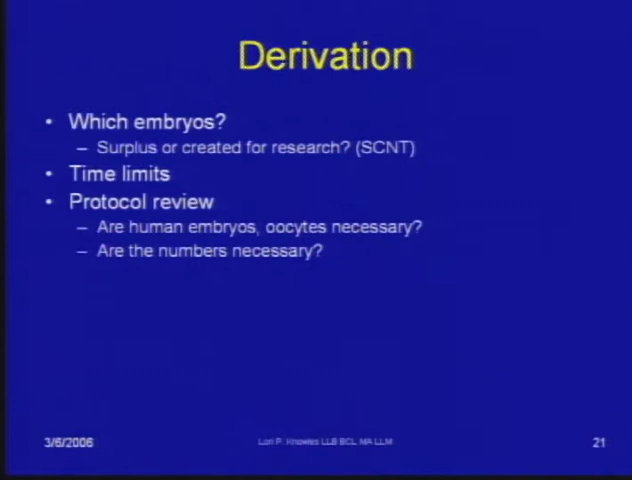 Derivation
• Which embryos?
– Surplus or created for research? (SCNT)
• Time limits
• Protocol review
– Are human embryos, oocytes necessary?
– Are the numbers necessary?
3/6/2006
Lori P. Knowles LLB BCL MA LLM
21